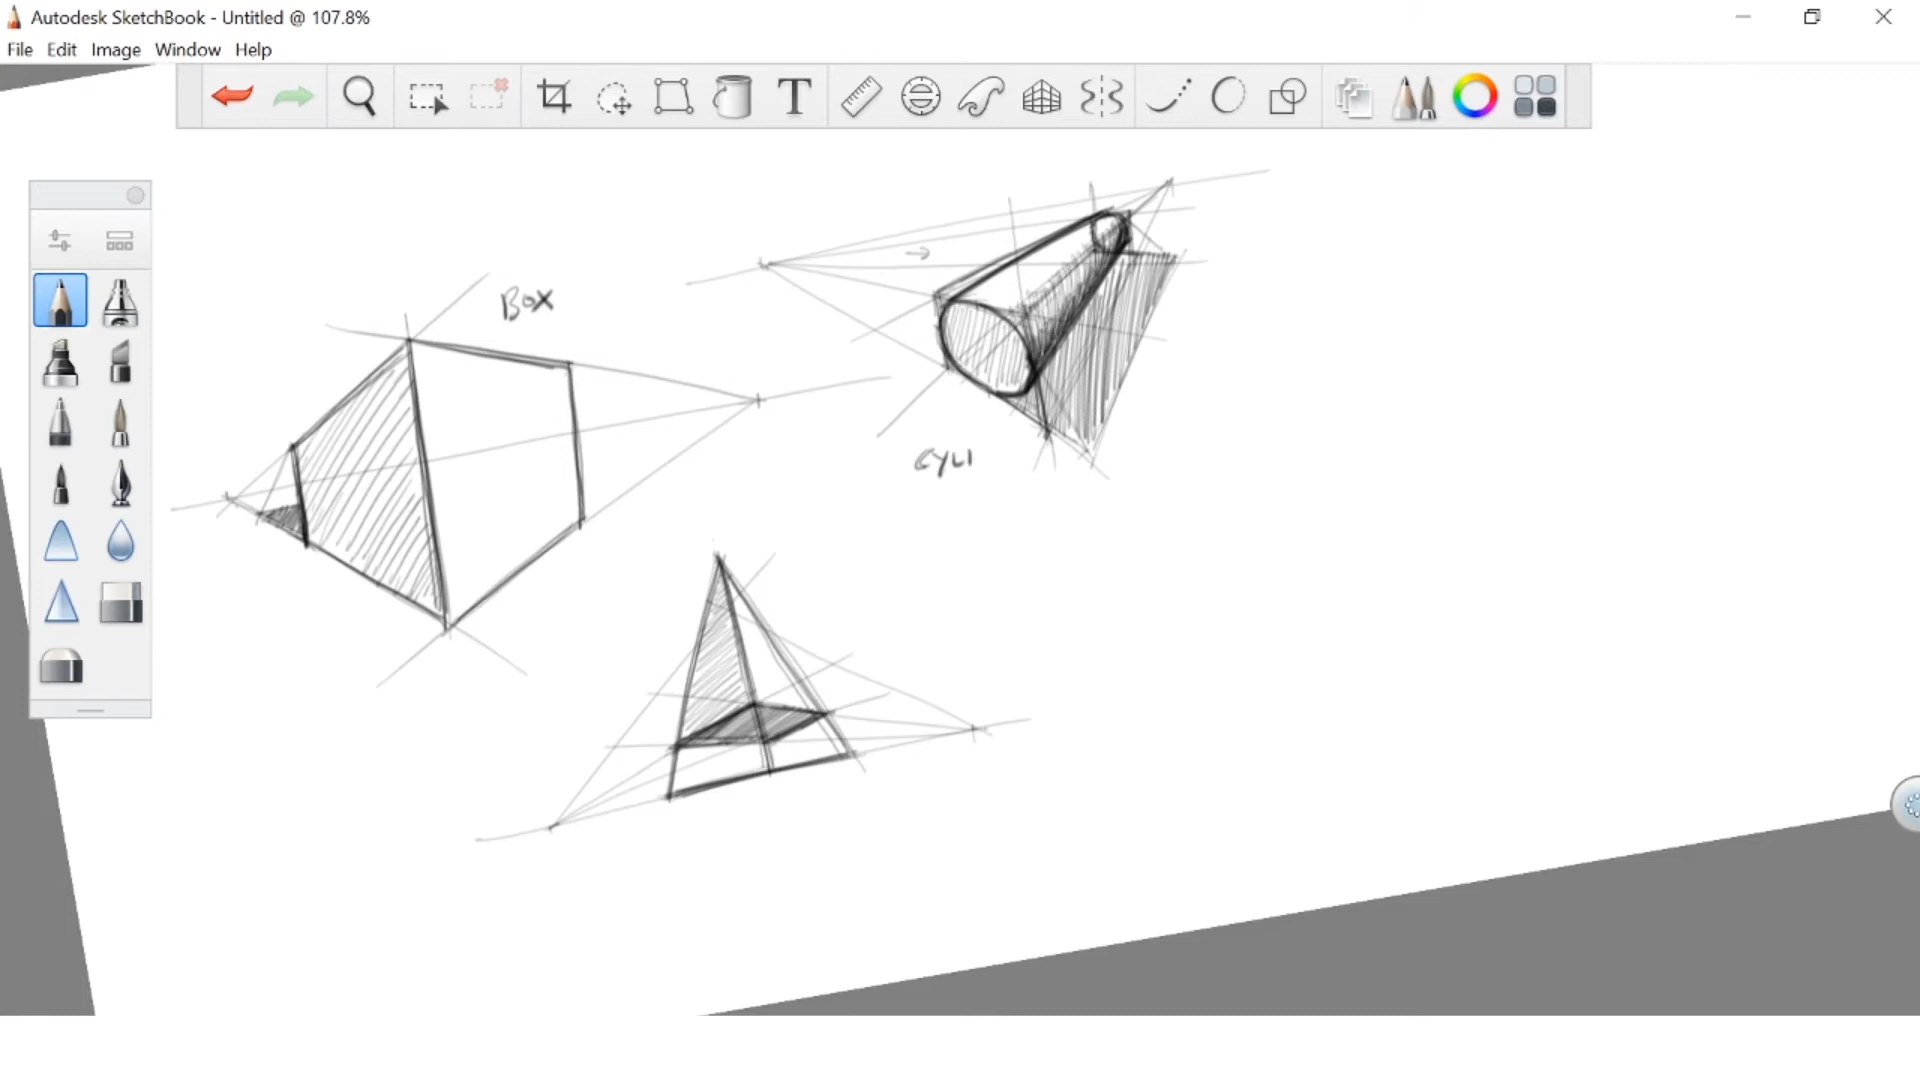 Autodesk SketchBook - Untitled @ 107.8%
File Edit Image Window Help
T
BOX
CYLI